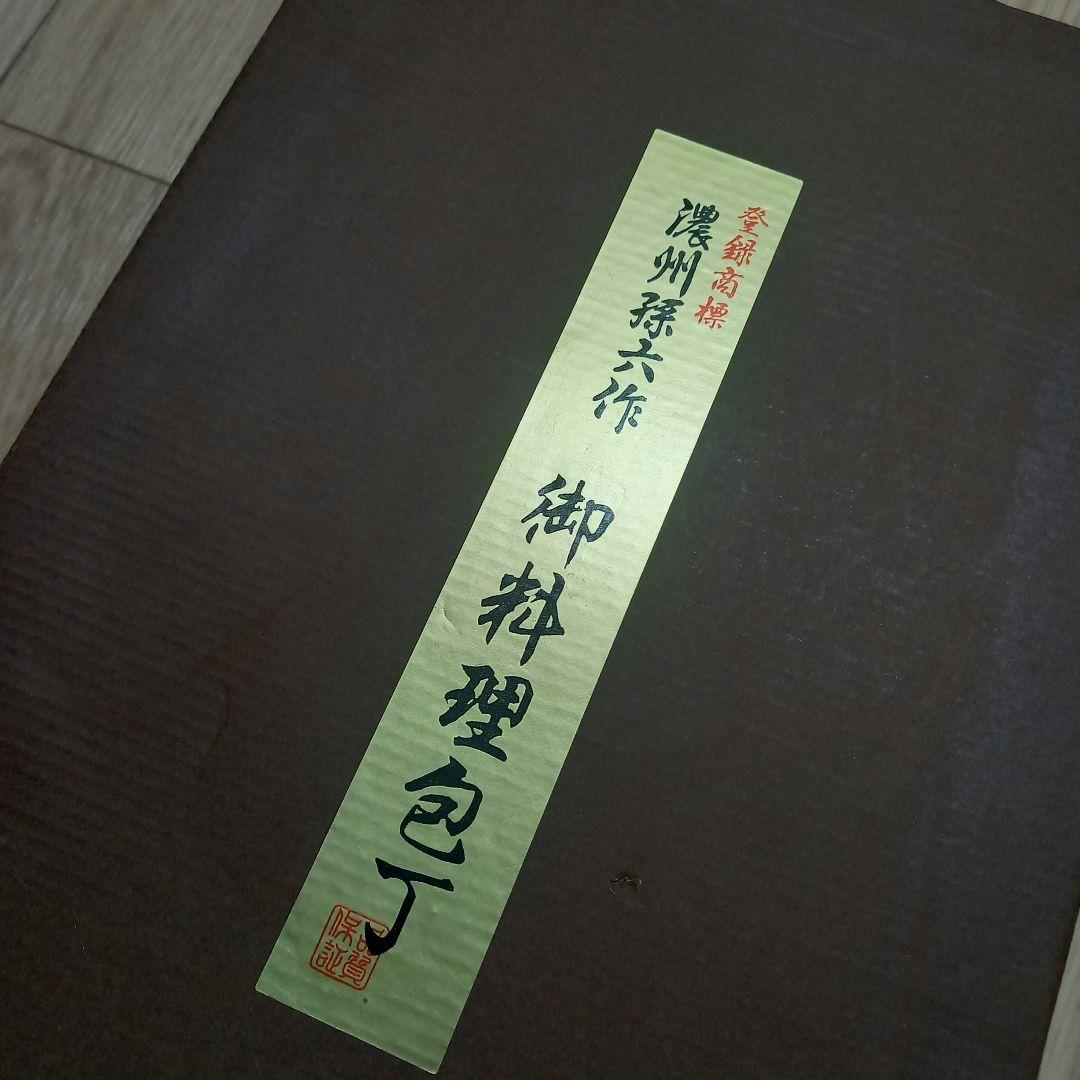 登録商標
濃州孫六作 御料理包丁
品質
保証